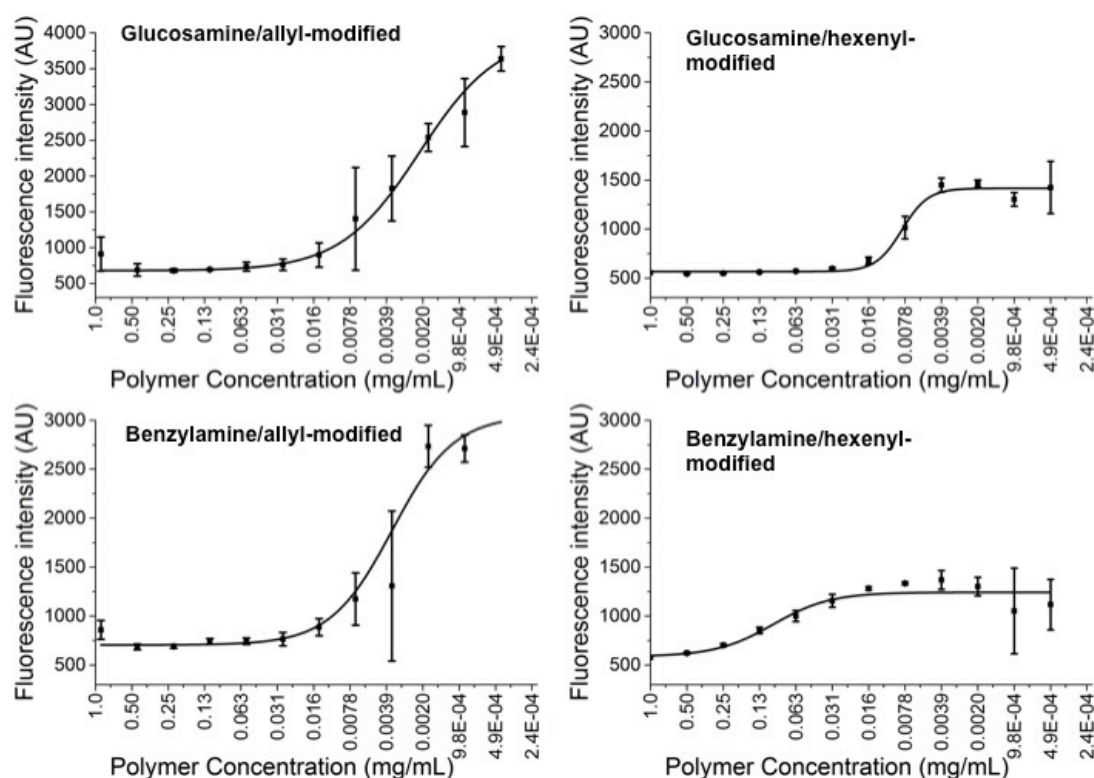 Glucosamine/allyl-modified
Fluorescence intensity (AU)
4000
3500
3000
2500
2000
1500
1000
500
1.0
0.50
0.25
0.13
0.063
0.031
0.016
0.0078
0.0039
0.0020
9.8E-04
4.9E-04
2.4E-04
Polymer Concentration (mg/mL)
Glucosamine/hexenyl-
modified
Fluorescence intensity (AU)
3000
2500
2000
1500
1000
500
1.0
0.50
0.25
0.13
0.063
0.031
0.016
0.0078
0.0039
0.0020
9.8E-04
4.9E-04
2.4E-04
Polymer Concentration (mg/mL)
Benzylamine/allyl-modified
Fluorescence intensity (AU)
3000
2500
2000
1500
1000
500
1.0
0.50
0.25
0.13
0.063
0.031
0.016
0.0078
0.0039
0.0020
9.8E-04
4.9E-04
2.4E-04
Polymer Concentration (mg/mL)
Benzylamine/hexenyl-
modified
Fluorescence intensity (AU)
3000
2500
2000
1500
1000
500
1.0
0.50
0.25
0.13
0.063
0.031
0.016
0.0078
0.0039
0.0020
9.8E-04
4.9E-04
2.4E-04
Polymer Concentration (mg/mL)